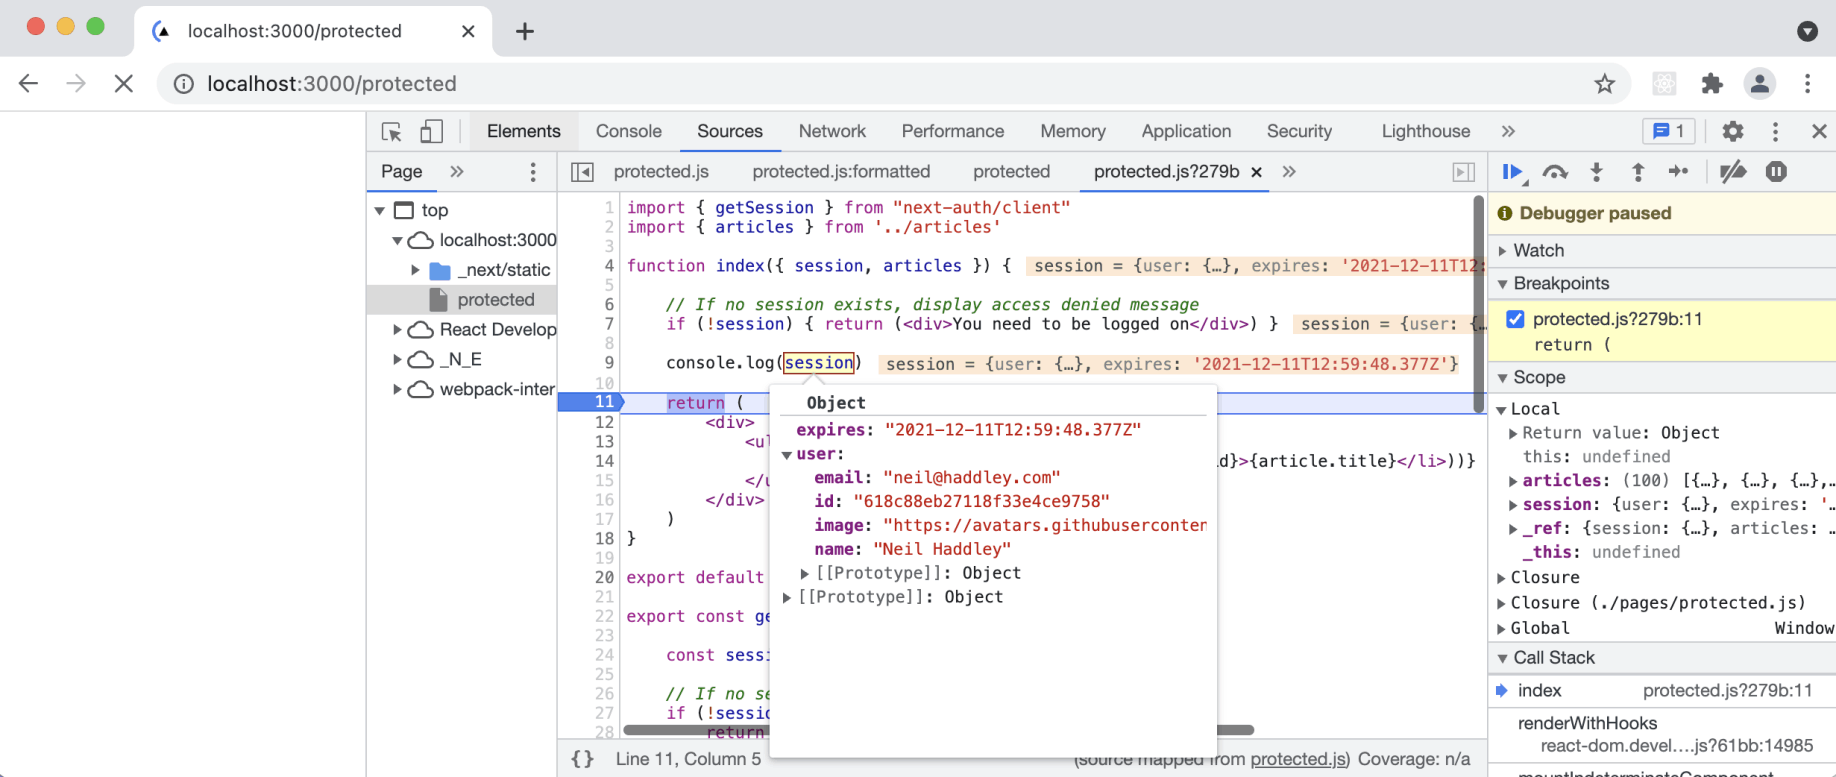 localhost:3000/protected
localhost:3000/protected
Elements Console Sources Network Performance Memory Application Security Lighthouse » 1
Page » protected.js protected.js:formatted protected protected.js?279b × »
top
localhost:3000
_next/static
protected
React Develop
_N_E
webpack-inter
1 import { getSession } from "next-auth/client"
2 import { articles } from '../articles'
3
4 function index({ session, articles }) { session = {user: {…}, expires: '2021-12-11T12:
5
6 // If no session exists, display access denied message
7 if (!session) { return (<div>You need to be logged on</div>) } session = {user: {…
8
9 console.log(session) session = {user: {…}, expires: '2021-12-11T12:59:48.377Z'}
10
11 return (
12 <div>
13 <ul
14 d}>{article.title}</li>))}
15 </u
16 </div>
17 )
18 }
19
20 export default
21
22 export const ge
23
24 const sessi
25
26 // If no se
27 if (!sessio
28 return
Object
expires: "2021-12-11T12:59:48.377Z"
user:
email: "neil@haddley.com"
id: "618c88eb27118f33e4ce9758"
image: "https://avatars.githubuserconten
name: "Neil Haddley"
[[Prototype]]: Object
[[Prototype]]: Object
{} Line 11, Column 5 (source mapped from protected.js) Coverage: n/a
Debugger paused
Watch
Breakpoints
protected.js?279b:11
return (
Scope
Local
Return value: Object
this: undefined
articles: (100) [{…}, {…}, {…},…
session: {user: {…}, expires: '…
_ref: {session: {…}, articles: …
_this: undefined
Closure
Closure (./pages/protected.js)
Global Window
Call Stack
index protected.js?279b:11
renderWithHooks
react-dom.devel….js?61bb:14985
mountIndeterminateComponent